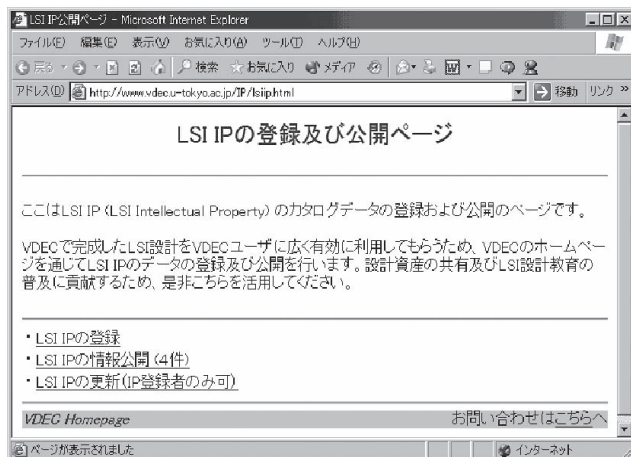 LSI IP公開ページ - Microsoft Internet Explorer
ファイル(F) 編集(E) 表示(V) お気に入り(A) ツール(T) ヘルプ(H)
戻る 検索 お気に入り メディア
アドレス(D) http://www.vdec.u-tokyo.ac.jp/IP/lsiip.html 移動 リンク »
LSI IPの登録及び公開ページ
ここはLSI IP (LSI Intellectual Property) のカタログデータの登録および公開のページです。
VDECで完成したLSI設計をVDECユーザに広く有効に利用してもらうため、VDECのホームペー
ジを通じてLSI IPのデータの登録及び公開を行います。設計資産の共有及びLSI設計教育の
普及に貢献するため、是非こちらを活用してください。
・LSI IPの登録
・LSI IPの情報公開 (4件)
・LSI IPの更新(IP登録者のみ可)
VDEC Homepage お問い合わせはこちらへ
ページが表示されました インターネット